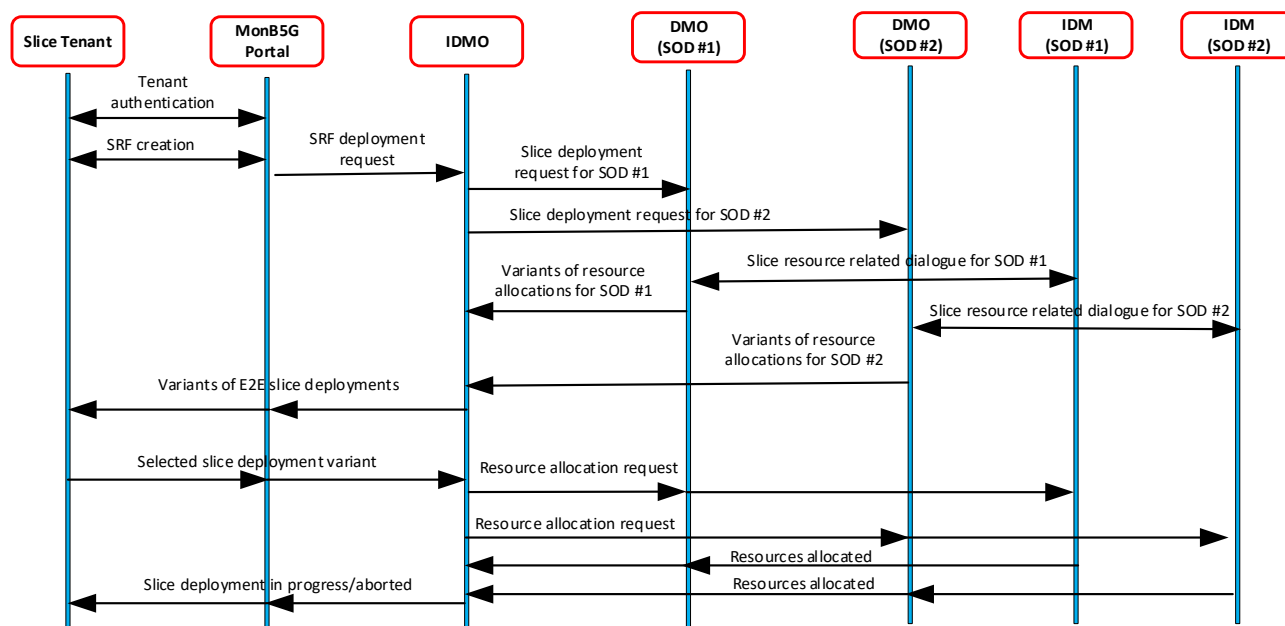 Slice Tenant
MonB5G
Portal
IDMO
DMO
(SOD #1)
DMO
(SOD #2)
IDM
(SOD #1)
IDM
(SOD #2)
Tenant
authentication
SRF creation
SRF deployment
request
Slice deployment
request for SOD #1
Slice deployment request for SOD #2
Slice resource related dialogue for SOD #1
Variants of resource
allocations for SOD #1
Slice resource related dialogue for SOD #2
Variants of resource
allocations for SOD #2
Variants of E2E slice deployments
Selected slice deployment variant
Resource allocation request
Resource allocation request
Resources allocated
Slice deployment in progress/aborted
Resources allocated